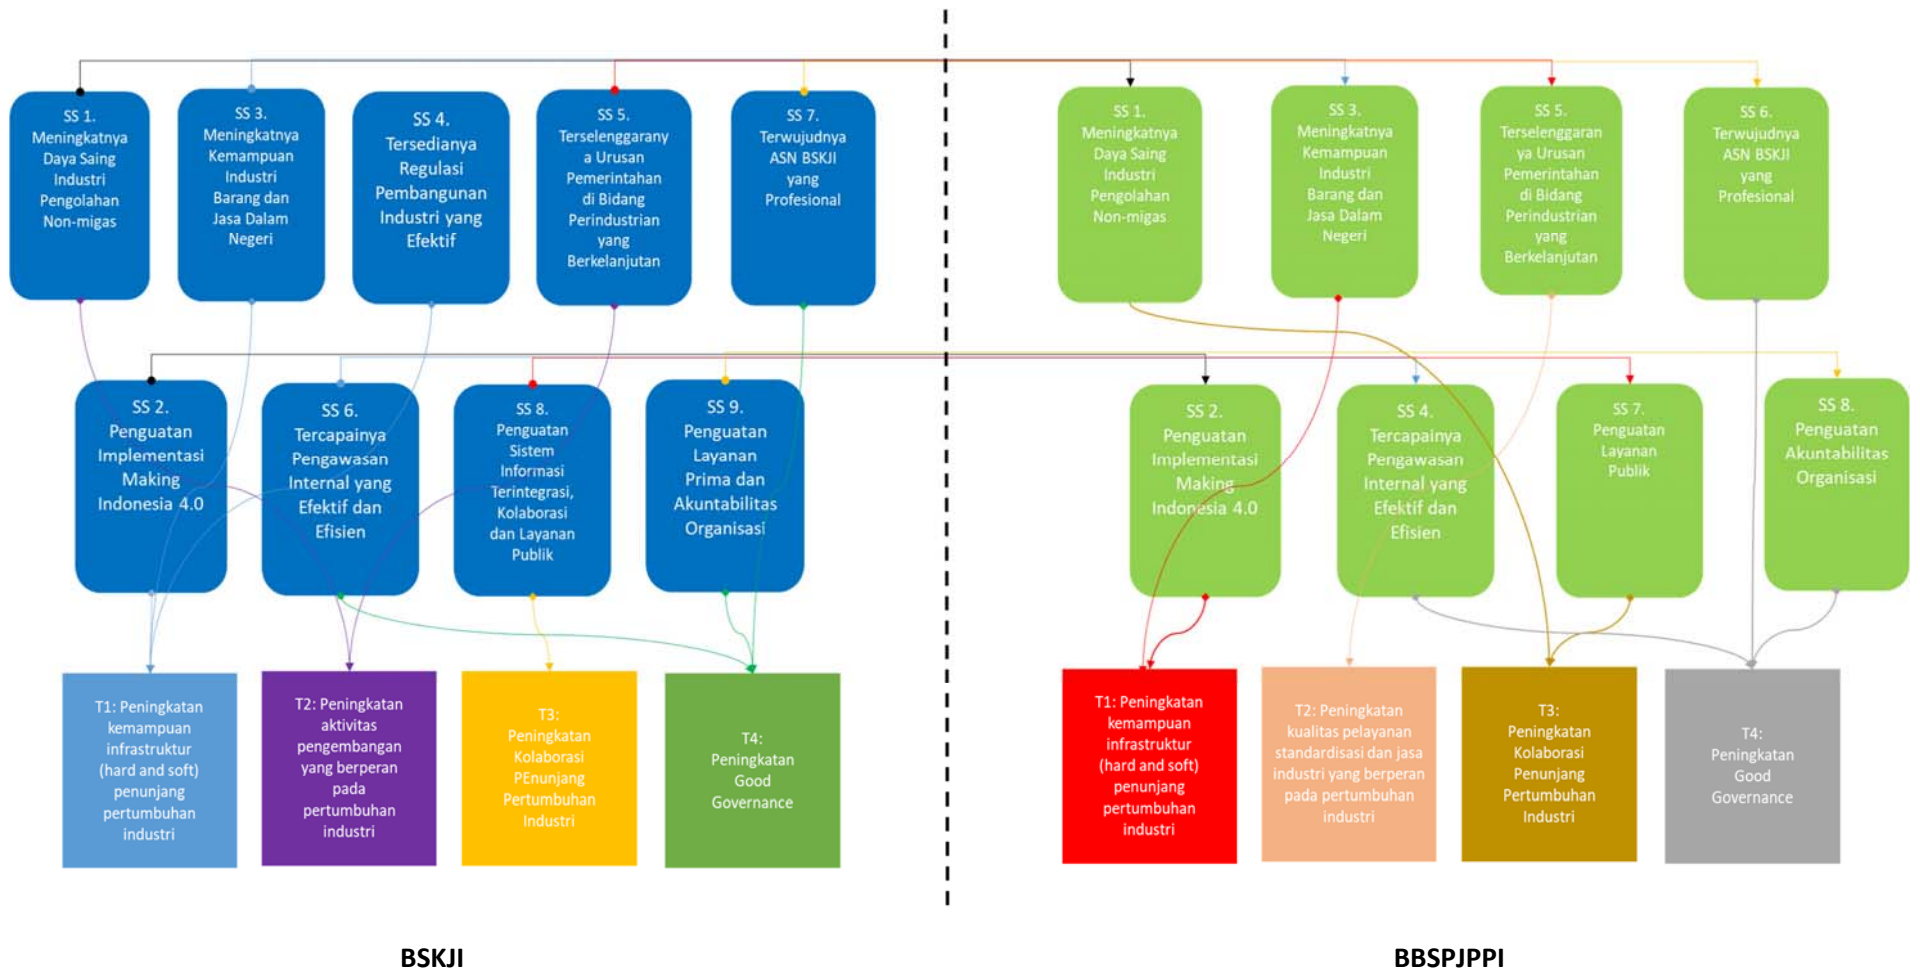 SS 1.
Meningkatnya
Daya Saing
Industri
Pengolahan
Non-migas
SS 3.
Meningkatnya
Kemampuan
Industri
Barang dan
Jasa Dalam
Negeri
SS 4.
Tersedianya
Regulasi
Pembangunan
Industri yang
Efektif
SS 5.
Terselenggarany
a Urusan
Pemerintahan
di Bidang
Perindustrian
yang
Berkelanjutan
SS 7.
Terwujudnya
ASN BSKJI
yang
Profesional
SS 2.
Penguatan
Implementasi
Making
Indonesia 4.0
SS 6.
Tercapainya
Pengawasan
Internal yang
Efektif dan
Efisien
SS 8.
Penguatan
Sistem
Informasi
Terintegrasi,
Kolaborasi
dan Layanan
Publik
SS 9.
Penguatan
Layanan
Prima dan
Akuntabilitas
Organisasi
T1: Peningkatan
kemampuan
infrastruktur
(hard and soft)
penunjang
pertumbuhan
industri
T2: Peningkatan
aktivitas
pengembangan
yang berperan
pada
pertumbuhan
industri
T3:
Peningkatan
Kolaborasi
PEnunjang
Pertumbuhan
Industri
T4:
Peningkatan
Good
Governance
BSKJI
SS 1.
Meningkatnya
Daya Saing
Industri
Pengolahan
Non-migas
SS 3.
Meningkatnya
Kemampuan
Industri
Barang dan
Jasa Dalam
Negeri
SS 5.
Terselenggaran
ya Urusan
Pemerintahan
di Bidang
Perindustrian
yang
Berkelanjutan
SS 6.
Terwujudnya
ASN BSKJI
yang
Profesional
SS 2.
Penguatan
Implementasi
Making
Indonesia 4.0
SS 4.
Tercapainya
Pengawasan
Internal yang
Efektif dan
Efisien
SS 7.
Penguatan
Layanan
Publik
SS 8.
Penguatan
Akuntabilitas
Organisasi
T1: Peningkatan
kemampuan
infrastruktur
(hard and soft)
penunjang
pertumbuhan
industri
T2: Peningkatan
kualitas pelayanan
standardisasi dan jasa
industri yang berperan
pada pertumbuhan
industri
T3:
Peningkatan
Kolaborasi
Penunjang
Pertumbuhan
Industri
T4:
Peningkatan
Good
Governance
BBSPJPPI